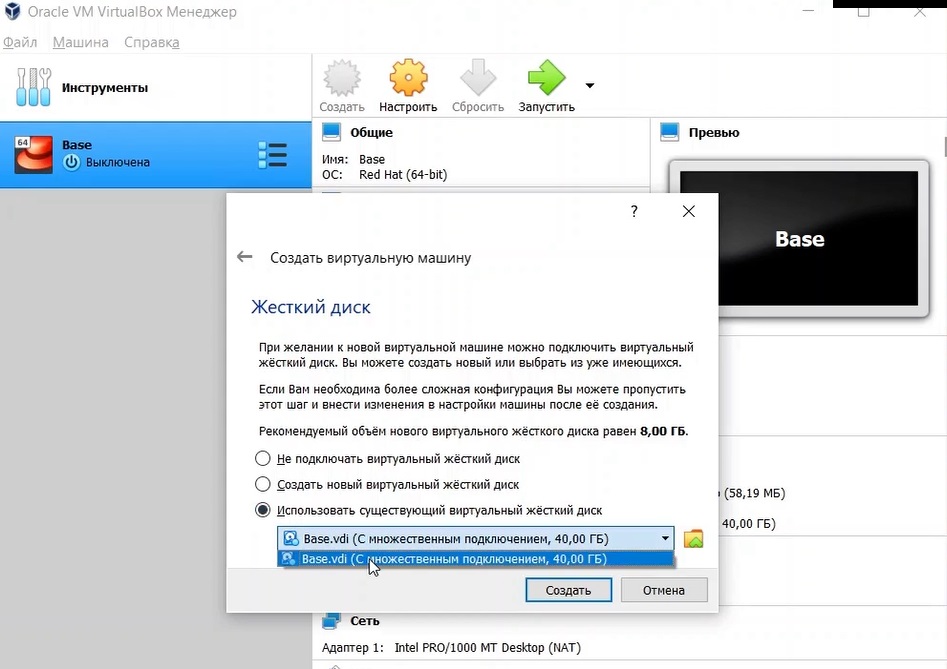 Oracle VM VirtualBox Менеджер
Файл Машина Справка
Инструменты
Создать Настроить Сбросить Запустить
64
Base
Выключена
Общие
Имя: Base
ОС: Red Hat (64-bit)
Превью
Base
?
Создать виртуальную машину
Жесткий диск
При желании к новой виртуальной машине можно подключить виртуальный
жёсткий диск. Вы можете создать новый или выбрать из уже имеющихся.
Если Вам необходима более сложная конфигурация Вы можете пропустить
этот шаг и внести изменения в настройки машины после её создания.
Рекомендуемый объём нового виртуального жёсткого диска равен 8,00 ГБ.
Не подключать виртуальный жёсткий диск
Создать новый виртуальный жёсткий диск
Использовать существующий виртуальный жёсткий диск
Base.vdi (С множественным подключением, 40,00 ГБ)
Base.vdi (С множественным подключением, 40,00 ГБ)
Создать Отмена
(58,19 МБ)
40,00 ГБ)
Сеть
Адаптер 1: Intel PRO/1000 MT Desktop (NAT)